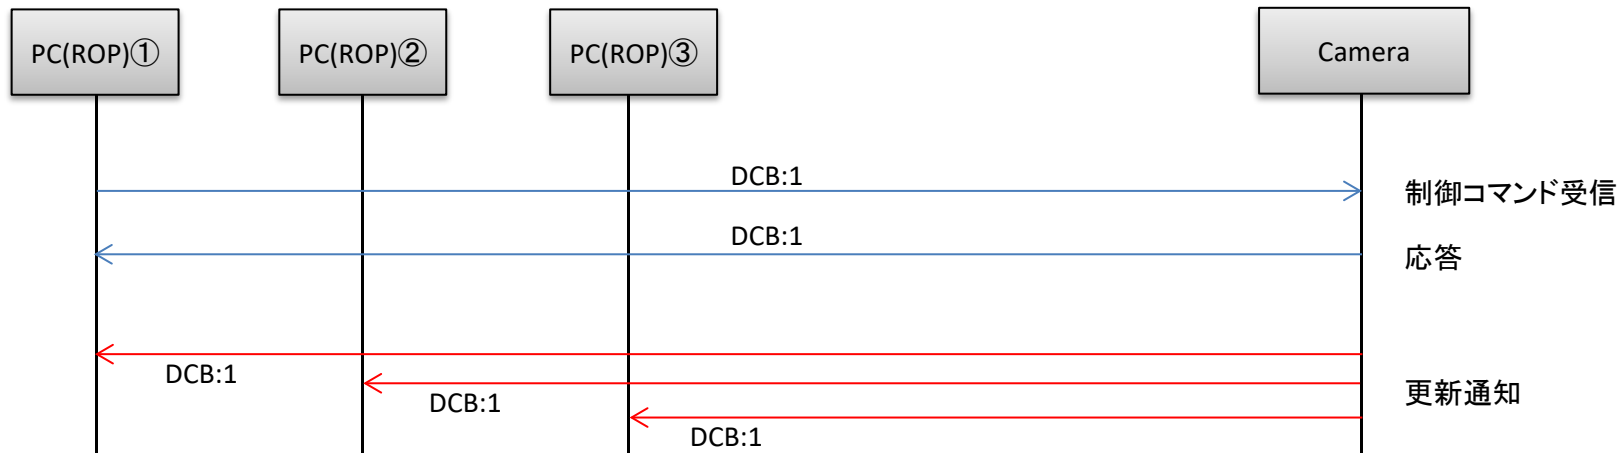 PC(ROP)①
PC(ROP)②
PC(ROP)③
Camera
DCB:1
制御コマンド受信
DCB:1
応答
DCB:1
DCB:1
更新通知
DCB:1